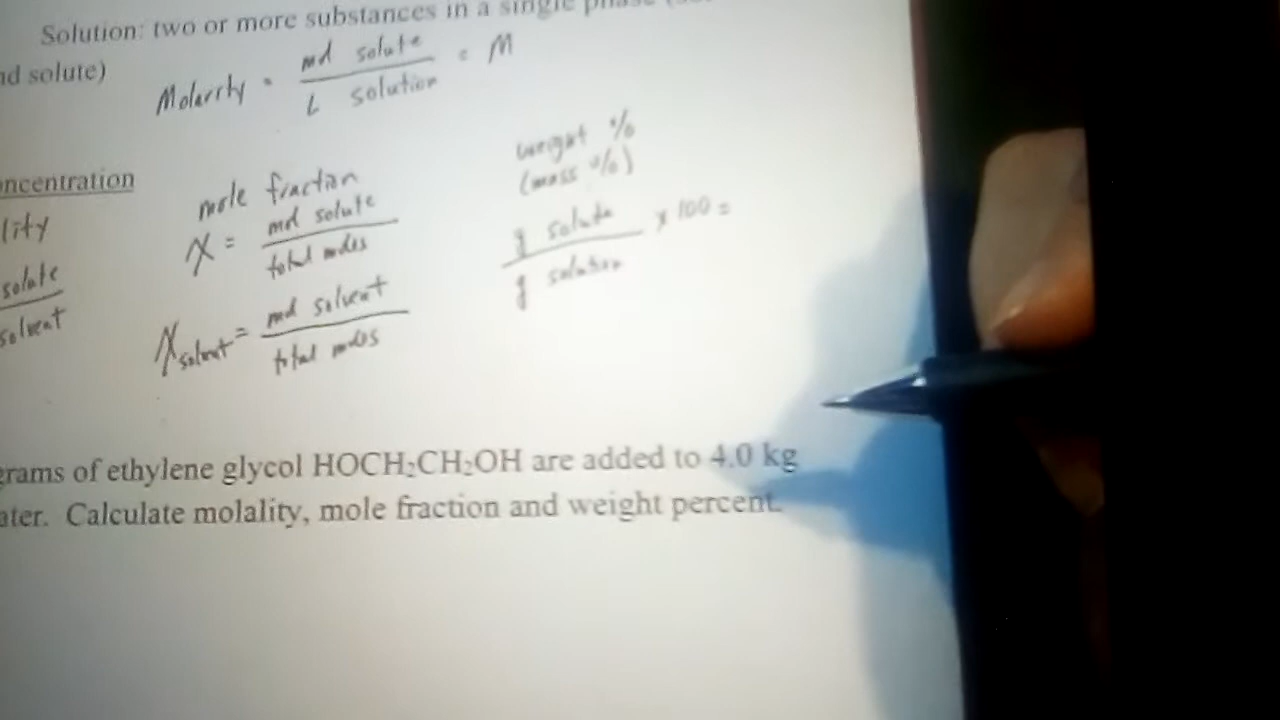 Solution: two or more substances in a single phase
nd solute)
Molarity = mol solute / L solution = M
oncentration
lity
solute
solvent
mole fraction
X = mol solute / total moles
Xsolvent = mol solvent / total moles
weight %
(mass %)
g solute / g solution x 100 =
grams of ethylene glycol HOCH₂CH₂OH are added to 4.0 kg
ater. Calculate molality, mole fraction and weight percent.